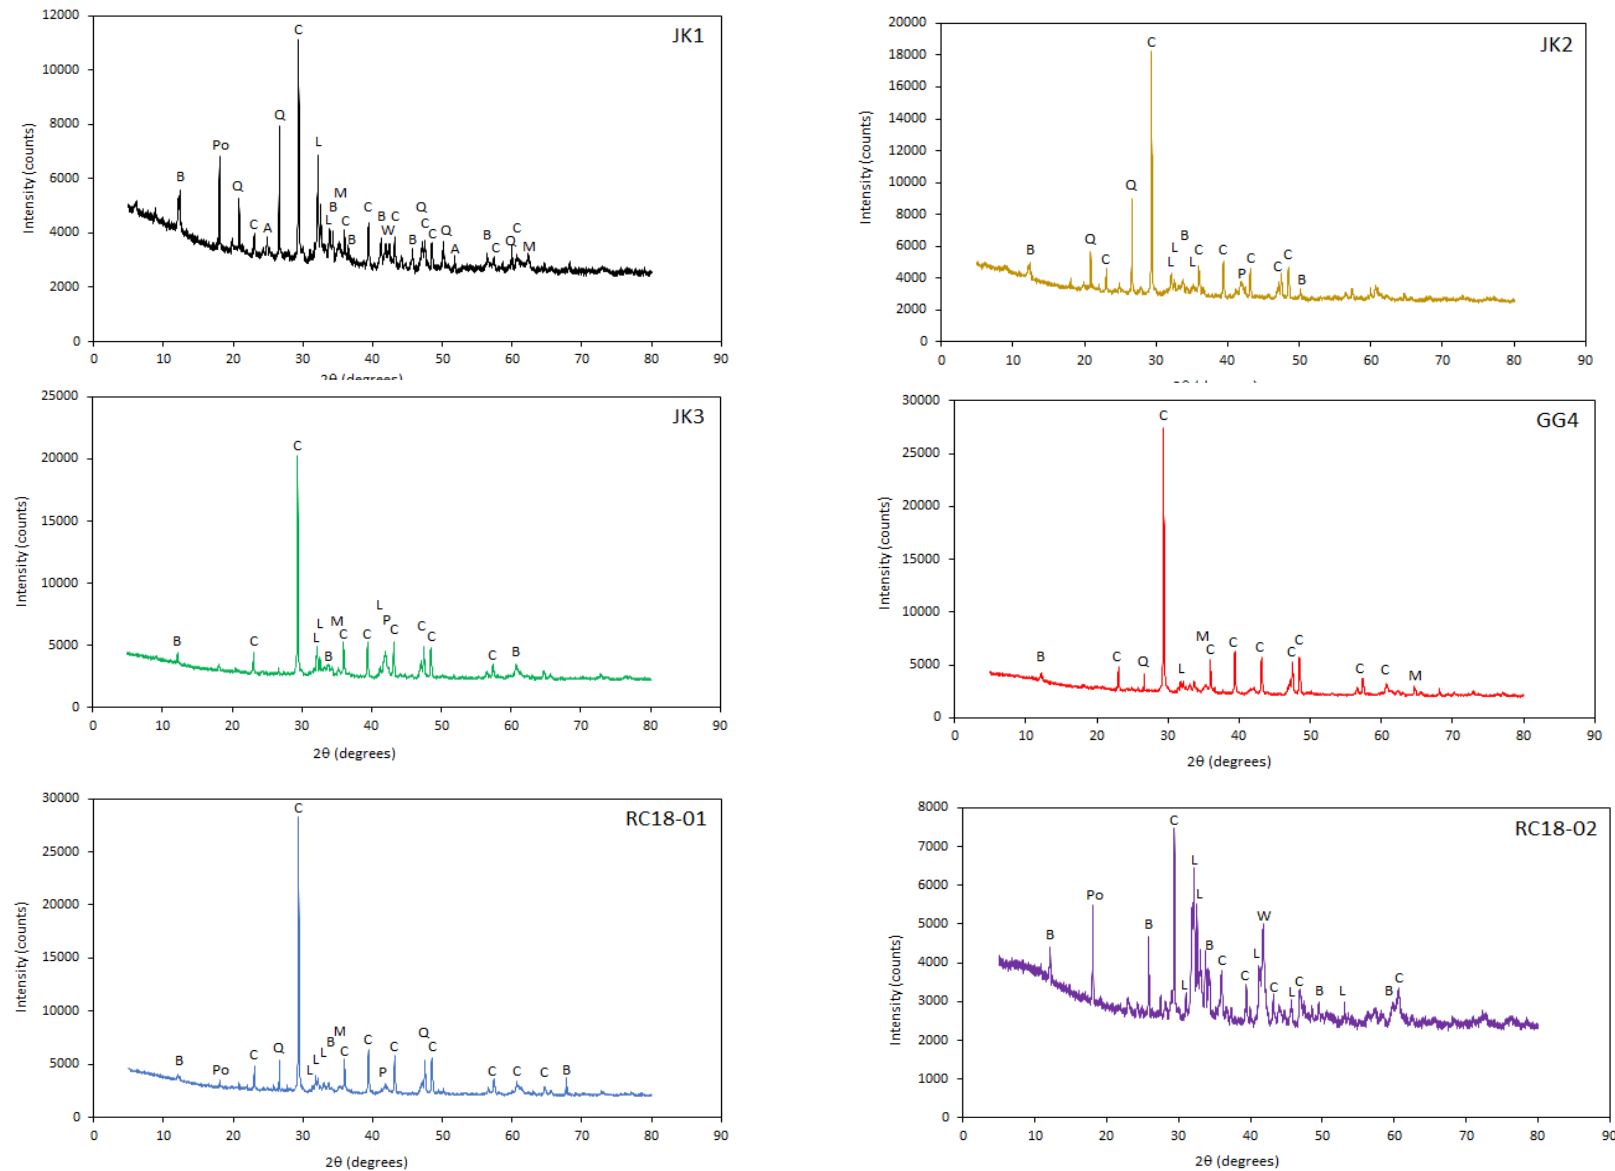 JK1
Intensity (counts)
12000
10000
8000
6000
4000
2000
0
B Po Q Q C A C L L B M C B C B W C B Q C C Q A B C Q C M
0 10 20 30 40 50 60 70 80 90
2θ (degrees)
JK2
Intensity (counts)
20000
18000
16000
14000
12000
10000
8000
6000
4000
2000
0
B Q C Q C L L B L C C P C C C B
0 10 20 30 40 50 60 70 80 90
JK3
Intensity (counts)
25000
20000
15000
10000
5000
0
B C C L L B M C C L P C C C C B
0 10 20 30 40 50 60 70 80 90
2θ (degrees)
GG4
Intensity (counts)
30000
25000
20000
15000
10000
5000
0
B C Q C L M C C C C C C C M
0 10 20 30 40 50 60 70 80 90
2θ (degrees)
RC18-01
Intensity (counts)
30000
25000
20000
15000
10000
5000
0
B Po C Q C L L L B M C C P C Q C C C C B
0 10 20 30 40 50 60 70 80 90
2θ (degrees)
RC18-02
Intensity (counts)
8000
7000
6000
5000
4000
3000
2000
1000
0
B Po B C L L L B C C L W C L C B L B C
0 10 20 30 40 50 60 70 80 90
2θ (degrees)